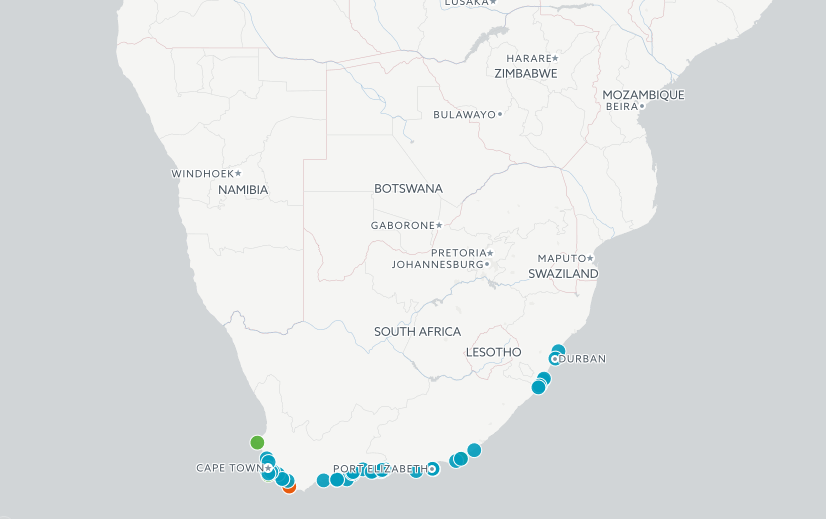 LUSAKA
HARARE
ZIMBABWE
MOZAMBIQUE
BEIRA
BULAWAYO
WINDHOEK
NAMIBIA
BOTSWANA
GABORONE
PRETORIA
JOHANNESBURG
MAPUTO
SWAZILAND
SOUTH AFRICA
LESOTHO
DURBAN
CAPE TOWN
PORT ELIZABETH